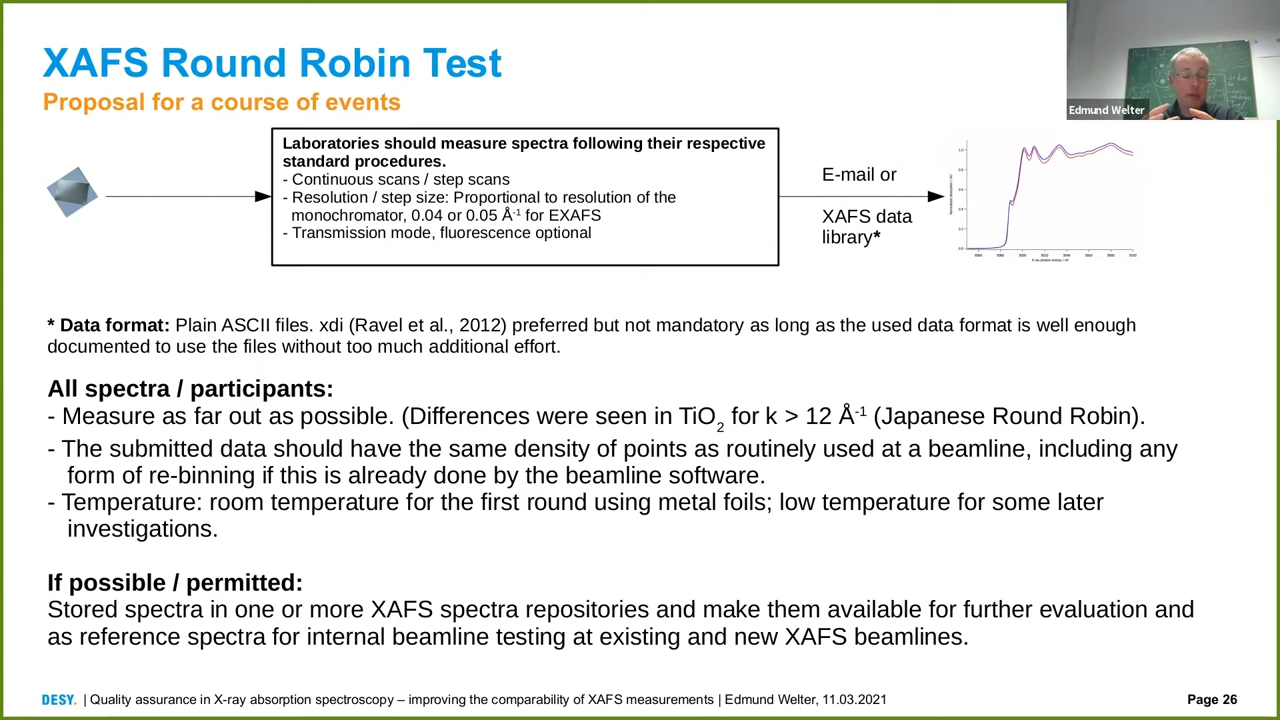 XAFS Round Robin Test
Proposal for a course of events
Edmund Welter
Laboratories should measure spectra following their respective
standard procedures.
- Continuous scans / step scans
- Resolution / step size: Proportional to resolution of the
monochromator, 0.04 or 0.05 Å-1 for EXAFS
- Transmission mode, fluorescence optional
E-mail or
XAFS data
library*
* Data format: Plain ASCII files. xdi (Ravel et al., 2012) preferred but not mandatory as long as the used data format is well enough
documented to use the files without too much additional effort.
All spectra / participants:
- Measure as far out as possible. (Differences were seen in TiO2 for k > 12 Å-1 (Japanese Round Robin).
- The submitted data should have the same density of points as routinely used at a beamline, including any
form of re-binning if this is already done by the beamline software.
- Temperature: room temperature for the first round using metal foils; low temperature for some later
investigations.
If possible / permitted:
Stored spectra in one or more XAFS spectra repositories and make them available for further evaluation and
as reference spectra for internal beamline testing at existing and new XAFS beamlines.
DESY. | Quality assurance in X-ray absorption spectroscopy – improving the comparability of XAFS measurements | Edmund Welter, 11.03.2021
Page 26